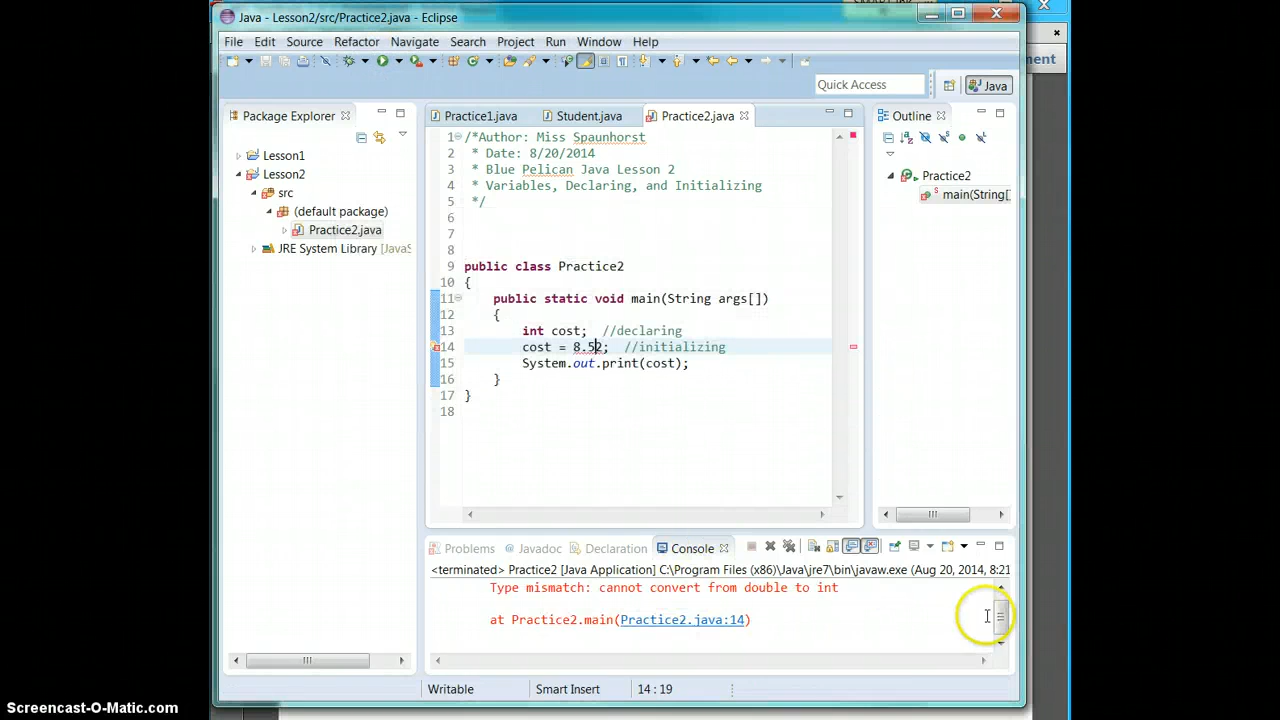 Java - Lesson2/src/Practice2.java - Eclipse
File Edit Source Refactor Navigate Search Project Run Window Help
Quick Access
Java
ment
Package Explorer
Lesson1
Lesson2
src
(default package)
Practice2.java
JRE System Library [JavaS
Practice1.java Student.java Practice2.java
1 /*Author: Miss Spaunhorst
2 * Date: 8/20/2014
3 * Blue Pelican Java Lesson 2
4 * Variables, Declaring, and Initializing
5 */
6
7
8
9 public class Practice2
10 {
11 public static void main(String args[])
12 {
13 int cost; //declaring
14 cost = 8.52; //initializing
15 System.out.print(cost);
16 }
17 }
18
Outline
Practice2
main(String[
Problems Javadoc Declaration Console
<terminated> Practice2 [Java Application] C:\Program Files (x86)\Java\jre7\bin\javaw.exe (Aug 20, 2014, 8:21
Type mismatch: cannot convert from double to int
at Practice2.main(Practice2.java:14)
Writable Smart Insert 14 : 19
Screencast-O-Matic.com